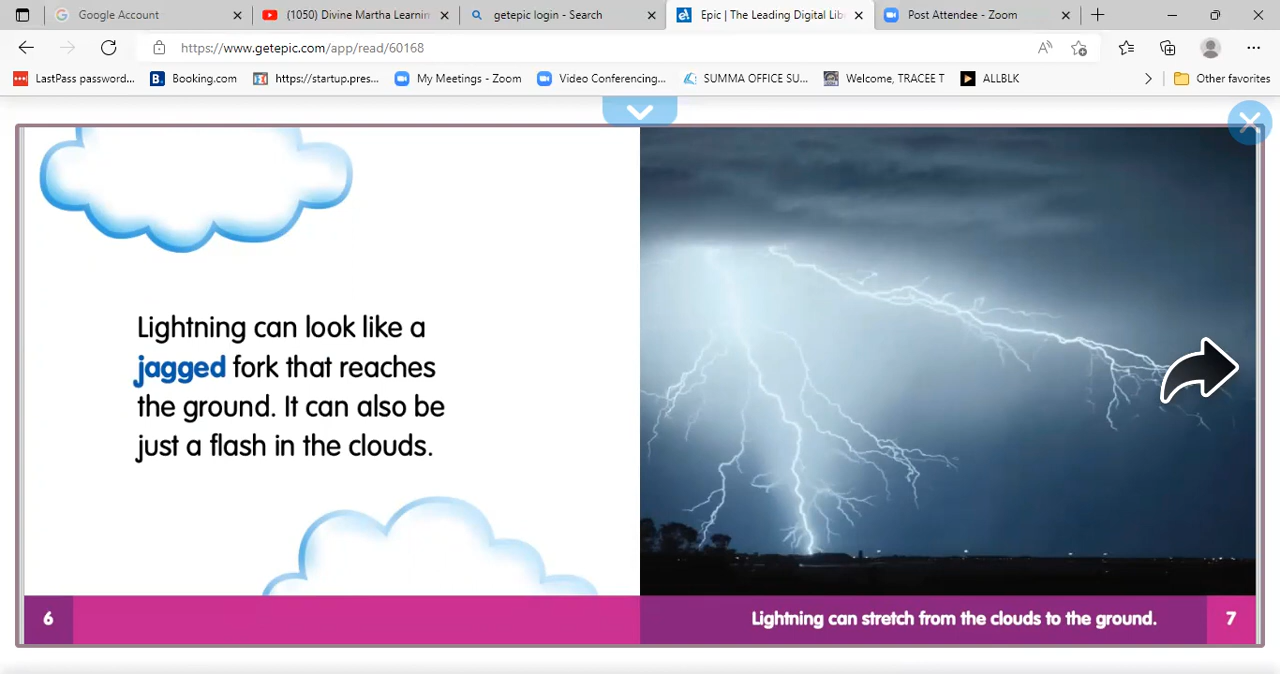 Google Account
(1050) Divine Martha Learnin
getepic login - Search
Epic | The Leading Digital Lib
Post Attendee - Zoom
https://www.getepic.com/app/read/60168
LastPass password...
Booking.com
https://startup.pres...
My Meetings - Zoom
Video Conferencing...
SUMMA OFFICE SU...
Welcome, TRACEE T
ALLBLK
Other favorites
Lightning can look like a
jagged fork that reaches
the ground. It can also be
just a flash in the clouds.
6
Lightning can stretch from the clouds to the ground.
7